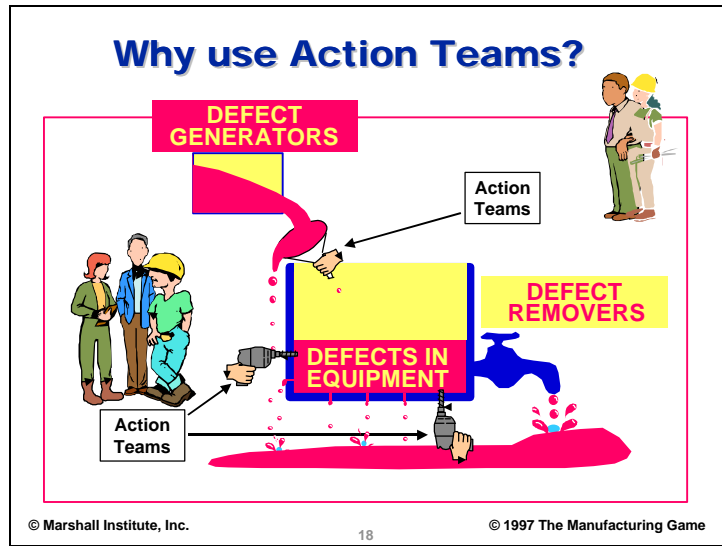 Why use Action Teams?
DEFECT
GENERATORS
Action
Teams
DEFECT
REMOVERS
DEFECTS IN
EQUIPMENT
Action
Teams
© Marshall Institute, Inc.
18
© 1997 The Manufacturing Game